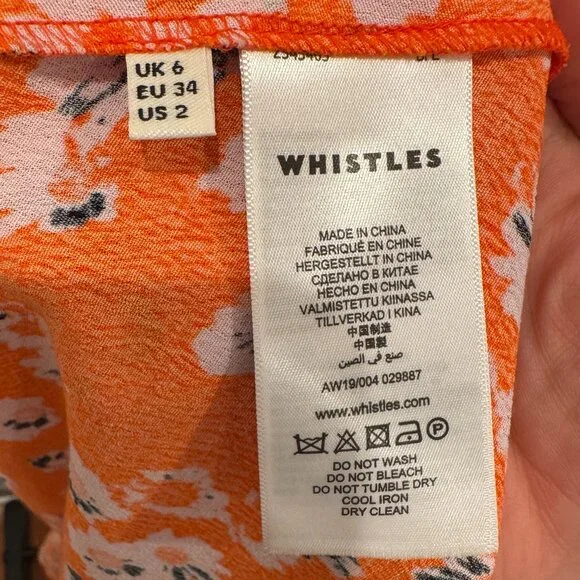 UK 6
EU 34
US 2
WHISTLES
MADE IN CHINA
FABRIQUÉ EN CHINE
HERGESTELLT IN CHINA
СДЕЛАНО В КИТАЕ
HECHO EN CHINA
VALMISTETTU KIINASSA
TILLVERKAD I KINA
中国制造
中国製
صنع في الصين
AW19/004 029887
www.whistles.com
P
DO NOT WASH
DO NOT BLEACH
DO NOT TUMBLE DRY
COOL IRON
DRY CLEAN